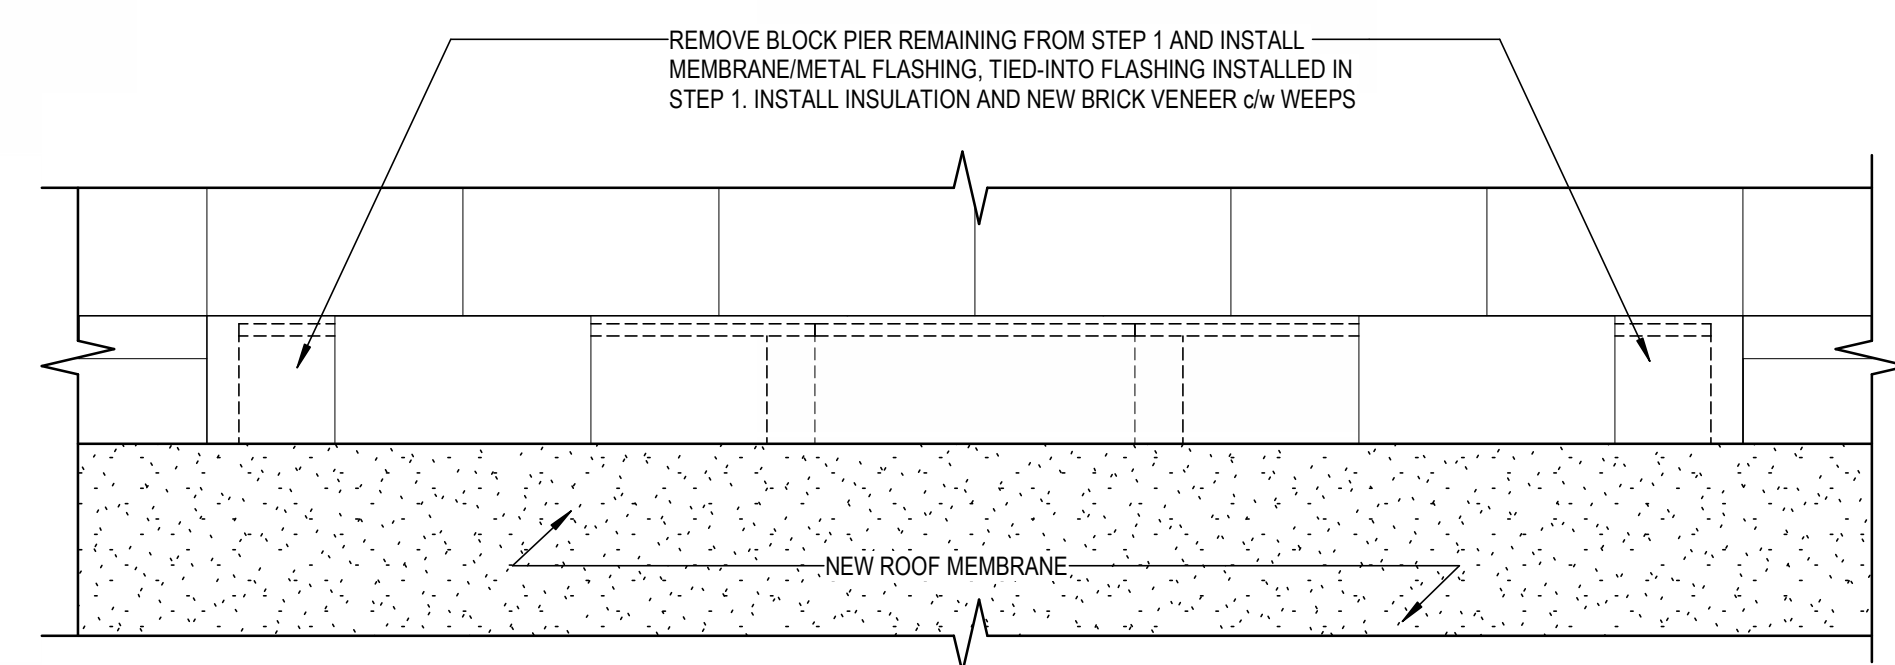 REMOVE BLOCK PIER REMAINING FROM STEP 1 AND INSTALL
MEMBRANE/METAL FLASHING, TIED-INTO FLASHING INSTALLED IN
STEP 1. INSTALL INSULATION AND NEW BRICK VENEER c/w WEEPS
NEW ROOF MEMBRANE